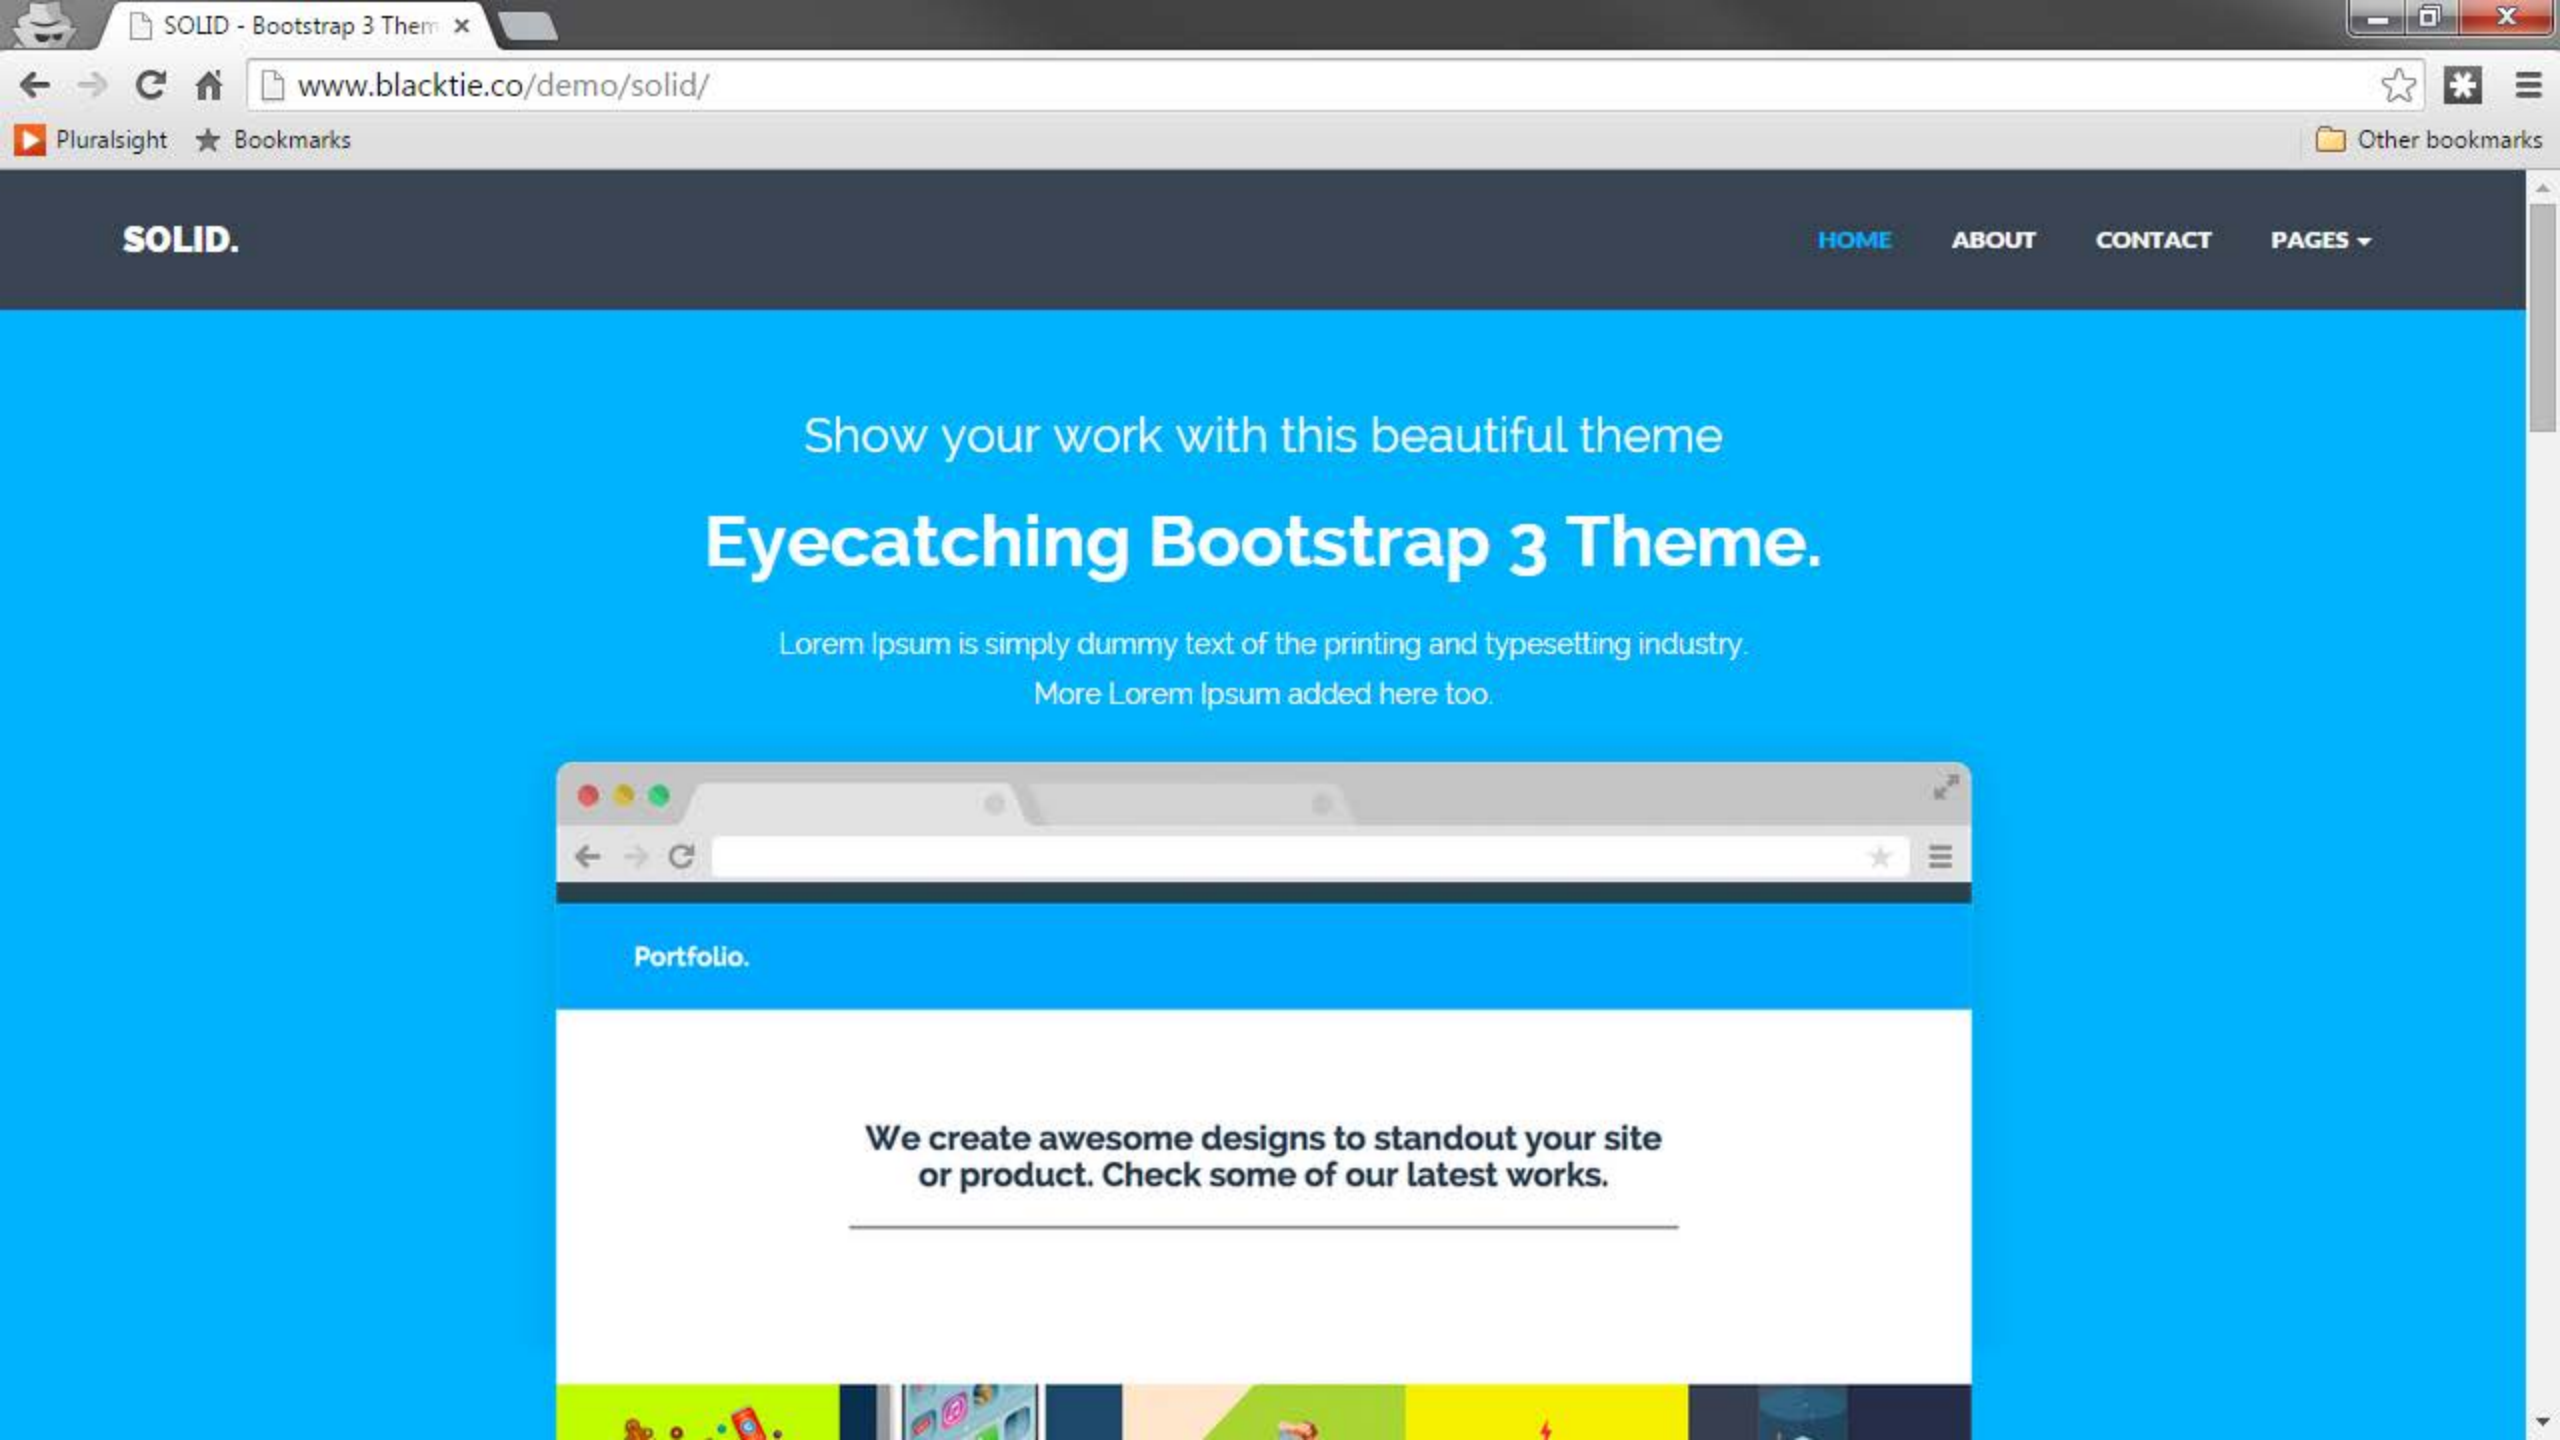 SOLID - Bootstrap 3 Them
www.blacktie.co/demo/solid/
Pluralsight Bookmarks Other bookmarks
SOLID. HOME ABOUT CONTACT PAGES
Show your work with this beautiful theme
Eyecatching Bootstrap 3 Theme.
Lorem Ipsum is simply dummy text of the printing and typesetting industry.
More Lorem Ipsum added here too.
Portfolio.
We create awesome designs to standout your site
or product. Check some of our latest works.